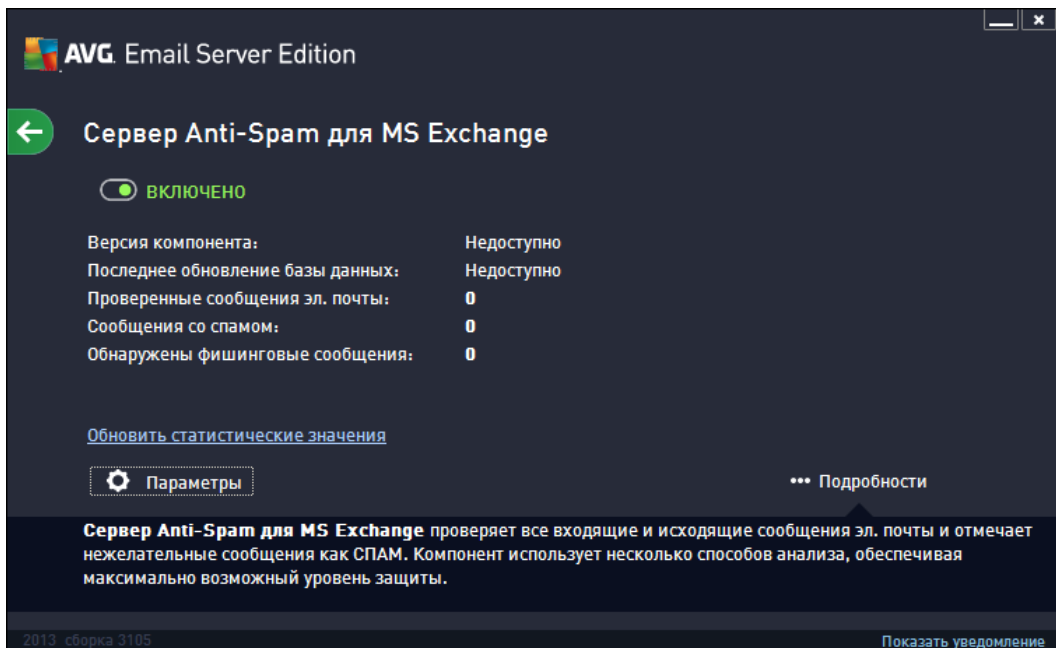 AVG. Email Server Edition
Сервер Anti-Spam для MS Exchange
ВКЛЮЧЕНО
Версия компонента: Недоступно
Последнее обновление базы данных: Недоступно
Проверенные сообщения эл. почты: 0
Сообщения со спамом: 0
Обнаружены фишинговые сообщения: 0
Обновить статистические значения
Параметры
••• Подробности
Сервер Anti-Spam для MS Exchange проверяет все входящие и исходящие сообщения эл. почты и отмечает
нежелательные сообщения как СПАМ. Компонент использует несколько способов анализа, обеспечивая
максимально возможный уровень защиты.
2013 сборка 3105
Показать уведомление